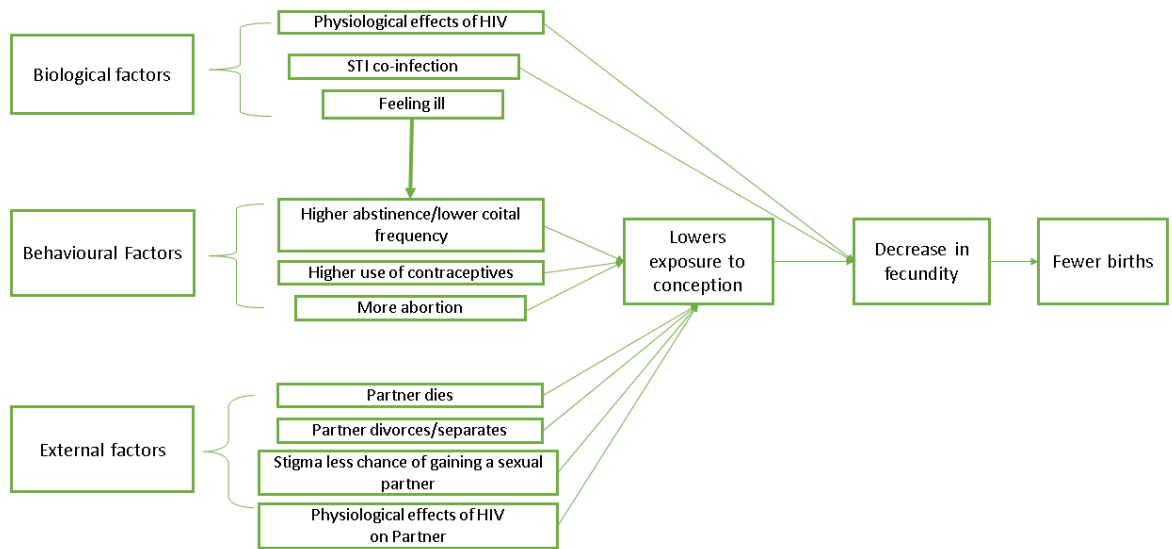 Biological factors
Physiological effects of HIV
STI co-infection
Feeling ill
Behavioural Factors
Higher abstinence/lower coital
frequency
Higher use of contraceptives
More abortion
Lowers
exposure to
conception
Decrease in
fecundity
Fewer births
External factors
Partner dies
Partner divorces/separates
Stigma less chance of gaining a sexual
partner
Physiological effects of HIV
on Partner